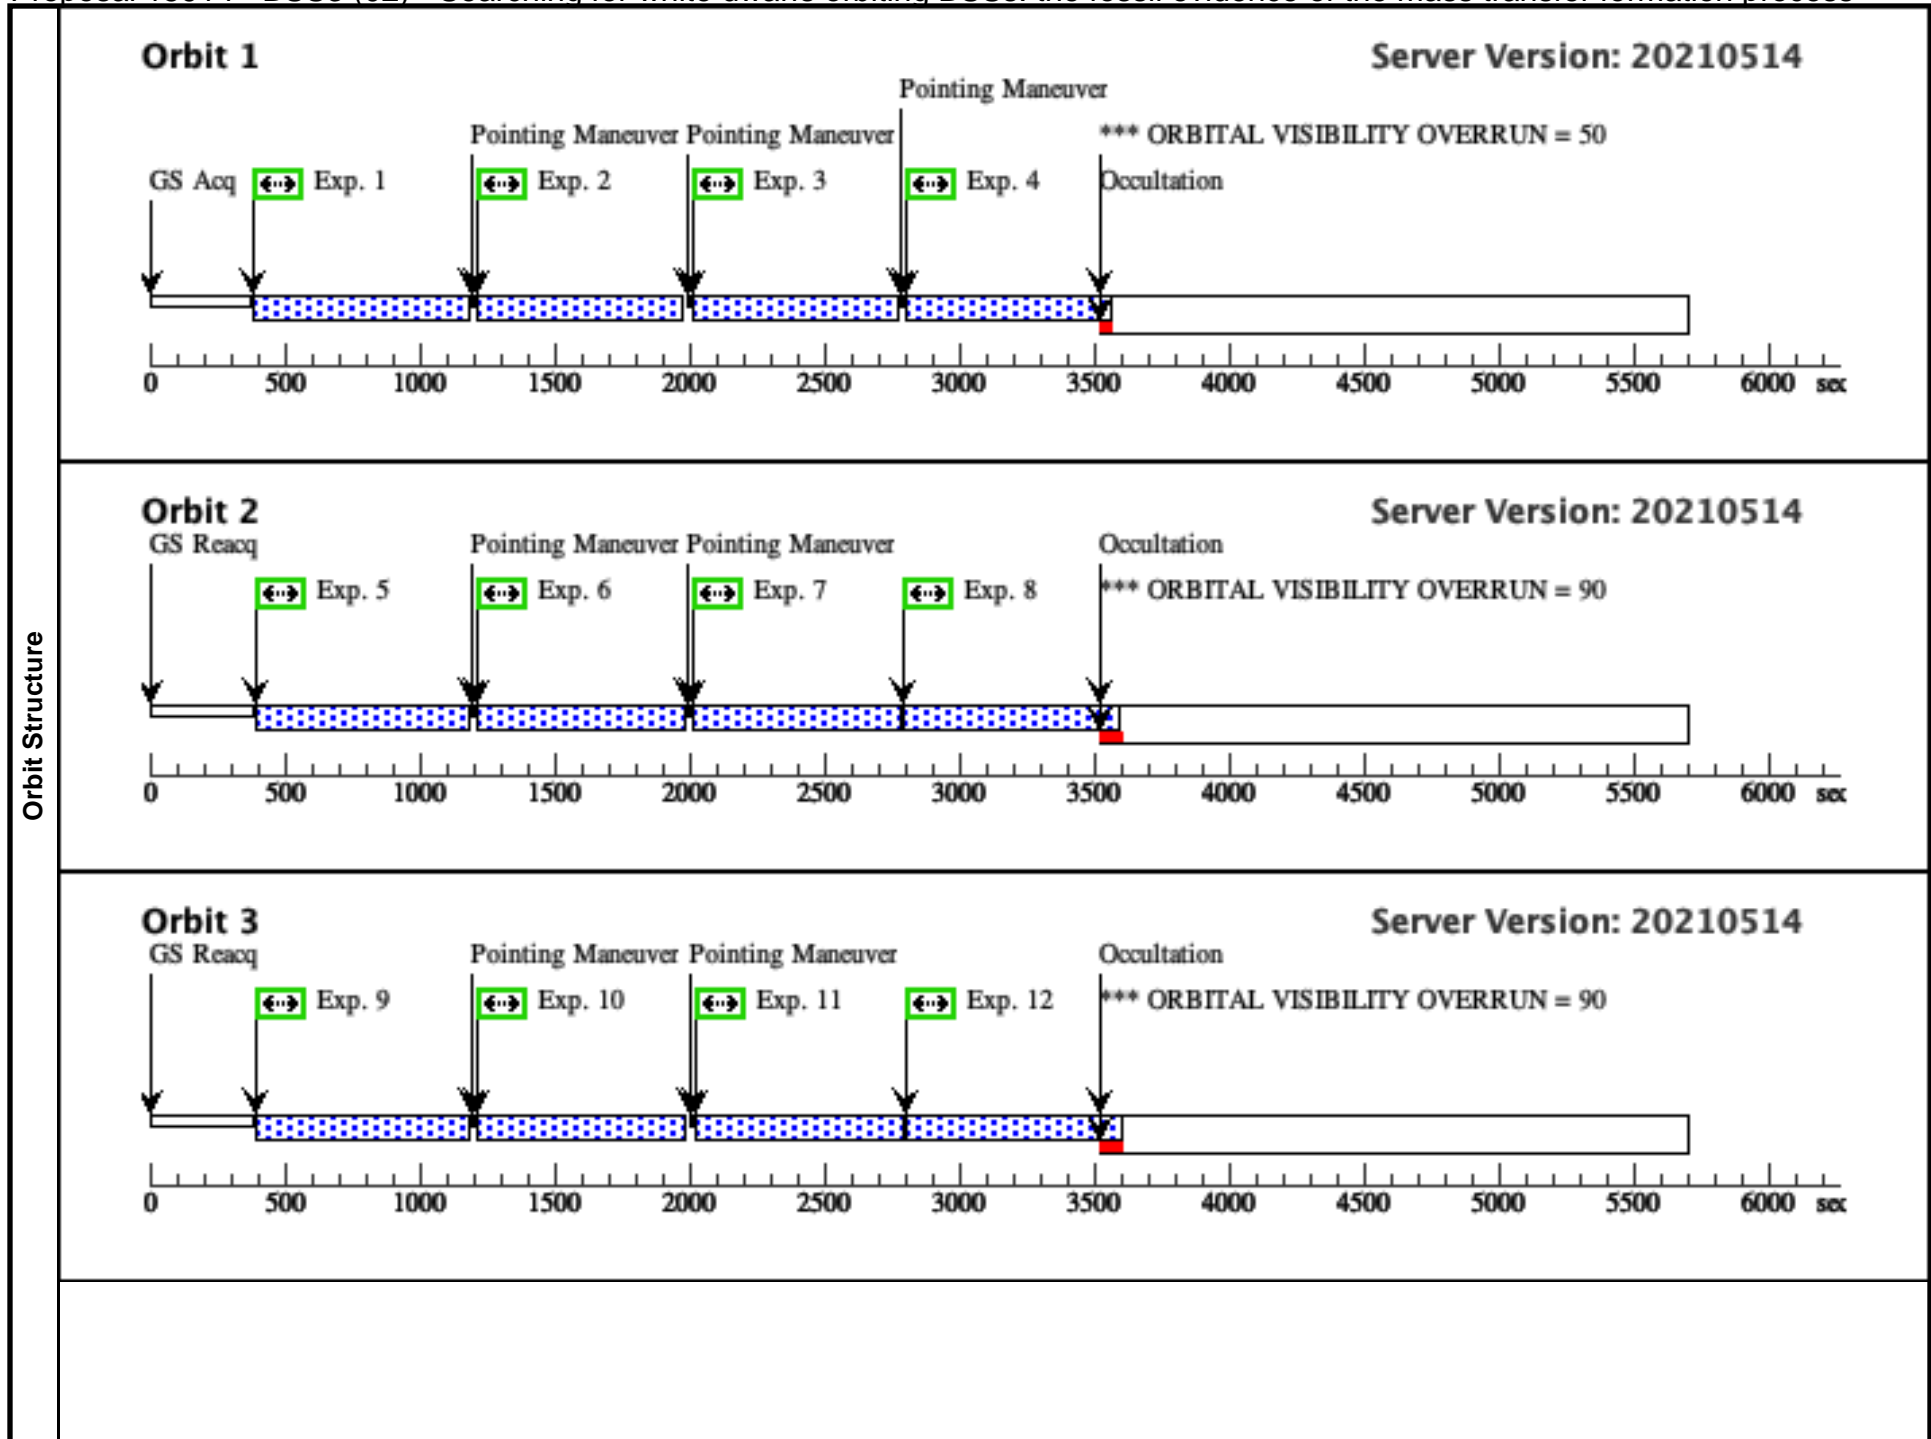 Orbit 1 Server Version: 20210514
Pointing Maneuver
Pointing Maneuver Pointing Maneuver *** ORBITAL VISIBILITY OVERRUN = 50
GS Acq Exp. 1 Exp. 2 Exp. 3 Exp. 4 Occultation
0 500 1000 1500 2000 2500 3000 3500 4000 4500 5000 5500 6000 sec
Orbit Structure
Orbit 2 Server Version: 20210514
GS Reacq Pointing Maneuver Pointing Maneuver Occultation
Exp. 5 Exp. 6 Exp. 7 Exp. 8 *** ORBITAL VISIBILITY OVERRUN = 90
0 500 1000 1500 2000 2500 3000 3500 4000 4500 5000 5500 6000 sec
Orbit 3 Server Version: 20210514
GS Reacq Pointing Maneuver Pointing Maneuver Occultation
Exp. 9 Exp. 10 Exp. 11 Exp. 12 *** ORBITAL VISIBILITY OVERRUN = 90
0 500 1000 1500 2000 2500 3000 3500 4000 4500 5000 5500 6000 sec